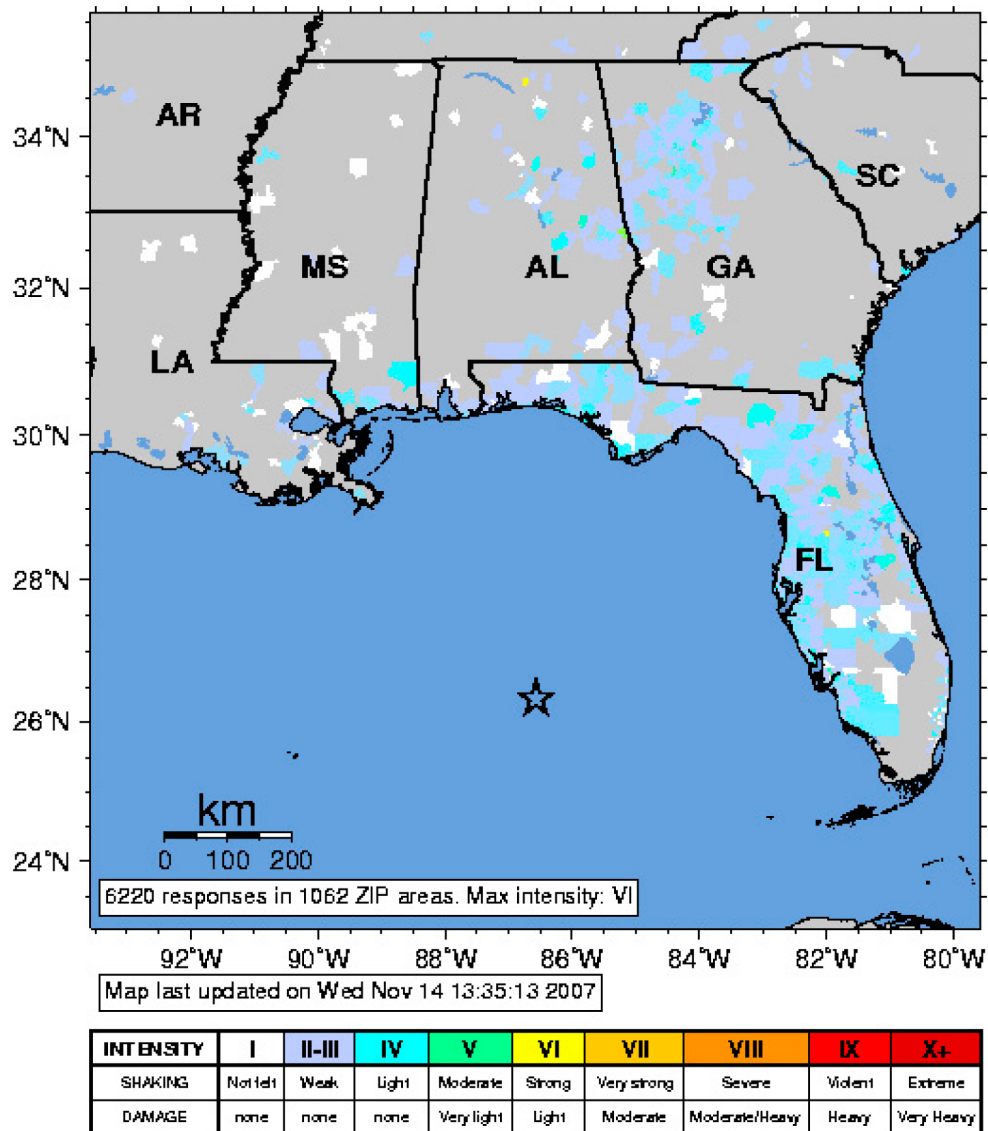 AR
34°N
SC
MS
AL
GA
32°N
LA
30°N
FL
28°N
26°N
km
0 100 200
24°N
6220 responses in 1062 ZIP areas. Max intensity: VI
92°W 90°W 88°W 86°W 84°W 82°W 80°W
Map last updated on Wed Nov 14 13:35:13 2007
INTENSITY I II-III IV V VI VII VIII IX X+
SHAKING Not felt Weak Light Moderate Strong Very strong Severe Violent Extreme
DAMAGE none none none Very light Light Moderate Moderate/Heavy Heavy Very Heavy